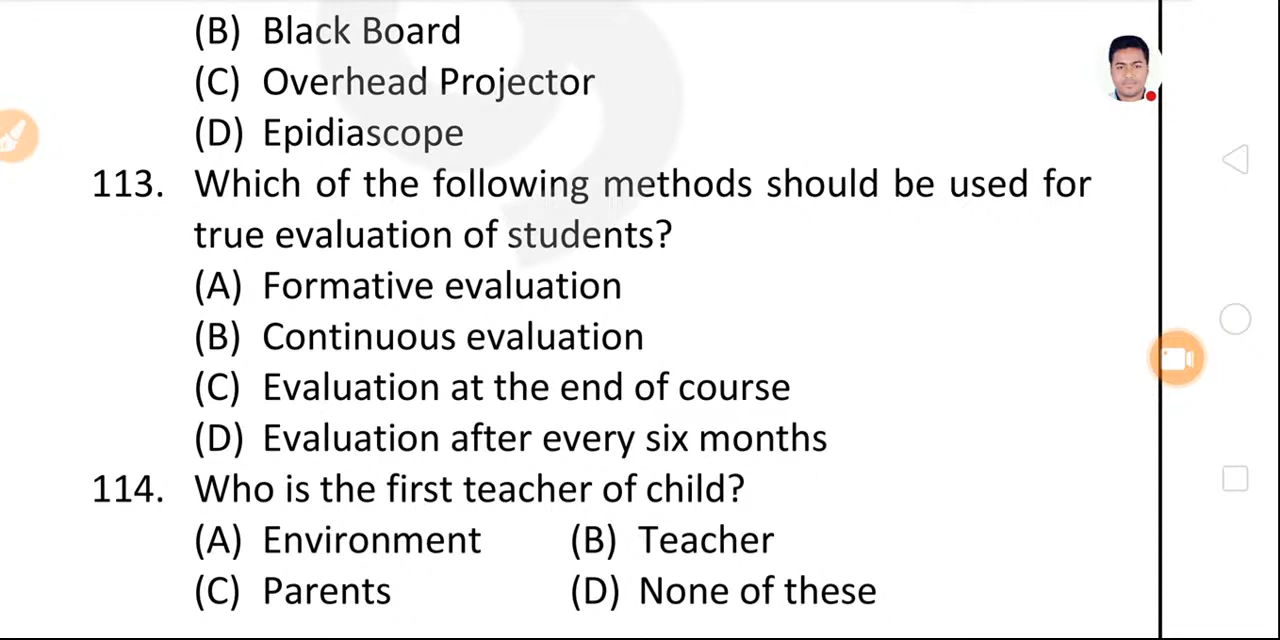 (B) Black Board
(C) Overhead Projector
(D) Epidiascope
113. Which of the following methods should be used for
true evaluation of students?
(A) Formative evaluation
(B) Continuous evaluation
(C) Evaluation at the end of course
(D) Evaluation after every six months
114. Who is the first teacher of child?
(A) Environment (B) Teacher
(C) Parents (D) None of these